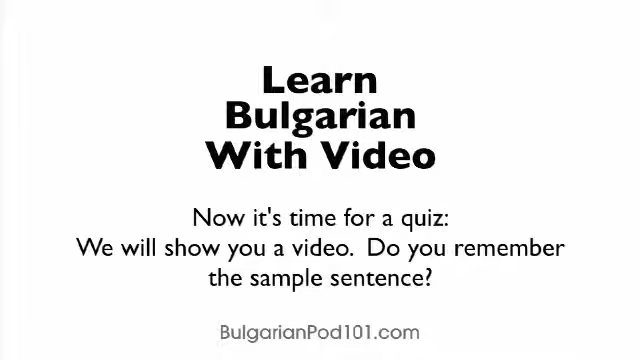 Learn
Bulgarian
With Video
Now it's time for a quiz:
We will show you a video.  Do you remember
the sample sentence?
BulgarianPod101.com